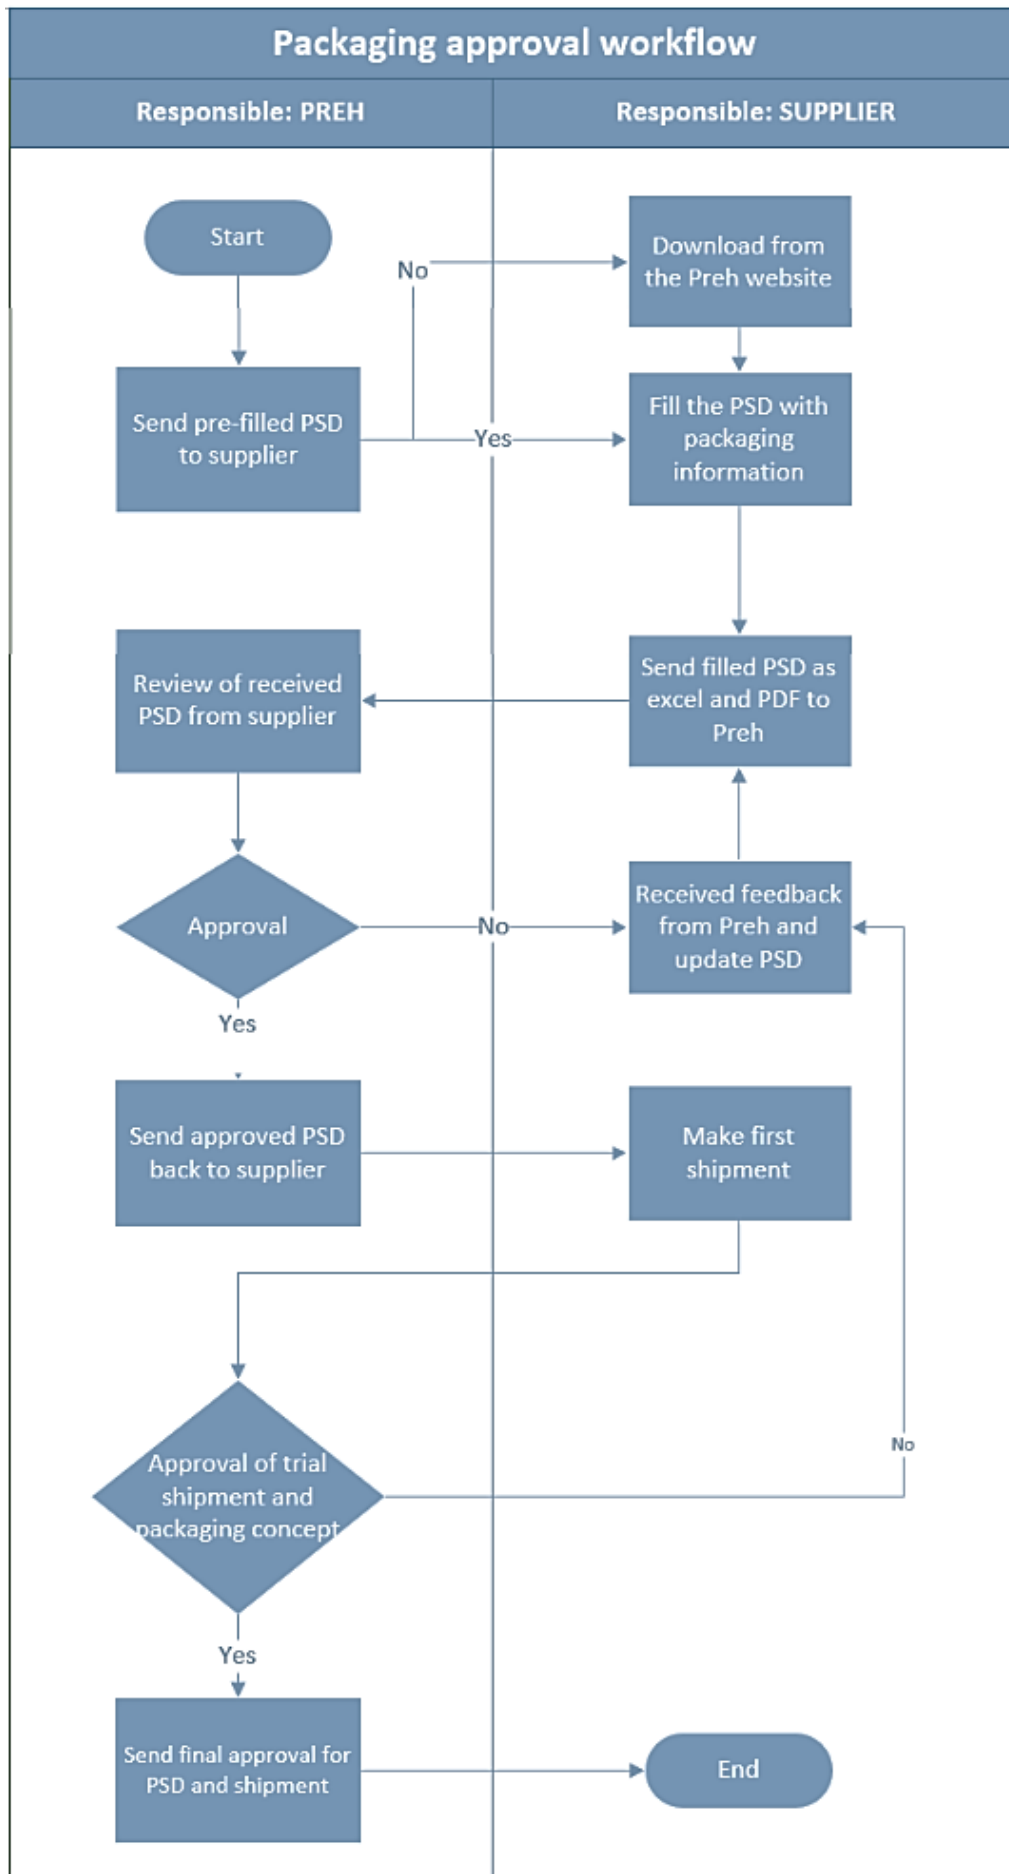 Packaging approval workflow
Responsible: PREH
Responsible: SUPPLIER
Start
No
Download from
the Preh website
Send pre-filled PSD
to supplier
Yes
Fill the PSD with
packaging
information
Review of received
PSD from supplier
Send filled PSD as
excel and PDF to
Preh
Approval
No
Received feedback
from Preh and
update PSD
Yes
Send approved PSD
back to supplier
Make first
shipment
Approval of trial
shipment and
packaging concept
No
Yes
Send final approval for
PSD and shipment
End